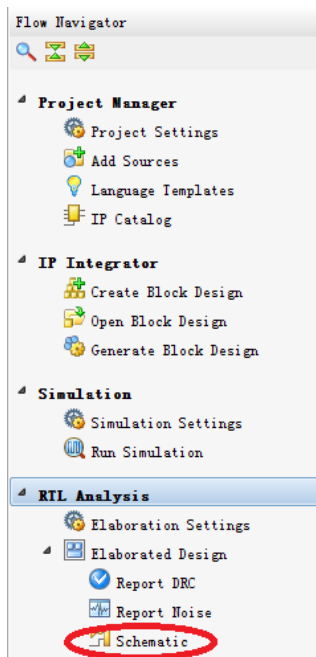 Flow Navigator
Project Manager
Project Settings
Add Sources
Language Templates
IP Catalog
IP Integrator
Create Block Design
Open Block Design
Generate Block Design
Simulation
Simulation Settings
Run Simulation
RTL Analysis
Elaboration Settings
Elaborated Design
Report DRC
Report Noise
Schematic